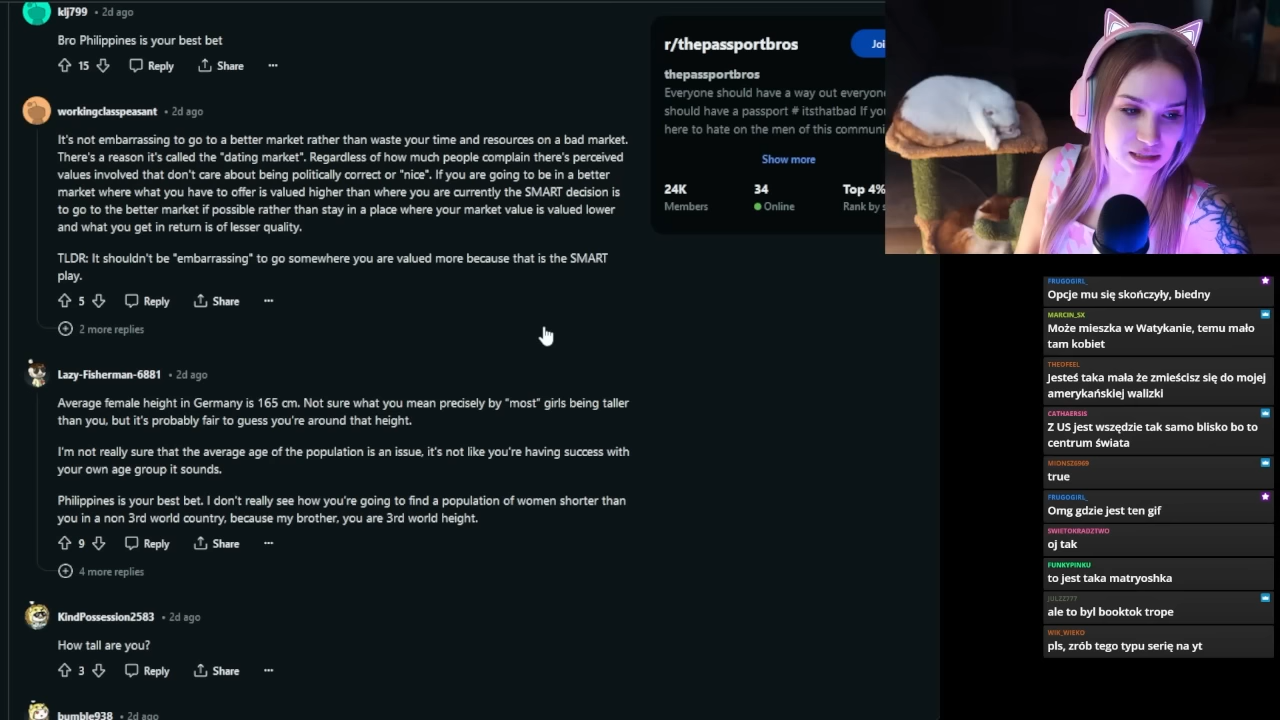 klj799 • 2d ago
Bro Philippines is your best bet
15 Reply Share ...
workingclasspeasant • 2d ago
It's not embarrassing to go to a better market rather than waste your time and resources on a bad market.
There's a reason it's called the "dating market". Regardless of how much people complain there's perceived
values involved that don't care about being politically correct or "nice". If you are going to be in a better
market where what you have to offer is valued higher than where you are currently the SMART decision is
to go to the better market if possible rather than stay in a place where your market value is valued lower
and what you get in return is of lesser quality.
TLDR: It shouldn't be "embarrassing" to go somewhere you are valued more because that is the SMART
play.
5 Reply Share ...
2 more replies
Lazy-Fisherman-6881 • 2d ago
Average female height in Germany is 165 cm. Not sure what you mean precisely by "most" girls being taller
than you, but it's probably fair to guess you're around that height.
I'm not really sure that the average age of the population is an issue, it's not like you're having success with
your own age group it sounds.
Philippines is your best bet. I don't really see how you're going to find a population of women shorter than
you in a non 3rd world country, because my brother, you are 3rd world height.
9 Reply Share ...
4 more replies
KindPossession2583 • 2d ago
How tall are you?
3 Reply Share ...
bumble938 • 2d ago
r/thepassportbros
Joi
thepassportbros
Everyone should have a way out everyone
should have a passport # itsthatbad If you
here to hate on the men of this communi
Show more
24K 34 Top 4%
Members Online Rank by s
FRUGOGIRL_
Opcje mu się skończyły, biedny
MARCIN_SX
Może mieszka w Watykanie, temu mało
tam kobiet
THEOFEEL
Jesteś taka mała że zmieścisz się do mojej
amerykańskiej walizki
CATHAERSIS
Z US jest wszędzie tak samo blisko bo to
centrum świata
MIONSZ6969
true
FRUGOGIRL_
Omg gdzie jest ten gif
SWIETOKRADZTWO
oj tak
FUNKYPINKU
to jest taka matryoshka
JULZZ777
ale to byl booktok trope
WIK_WIEKO
pls, zrób tego typu serię na yt